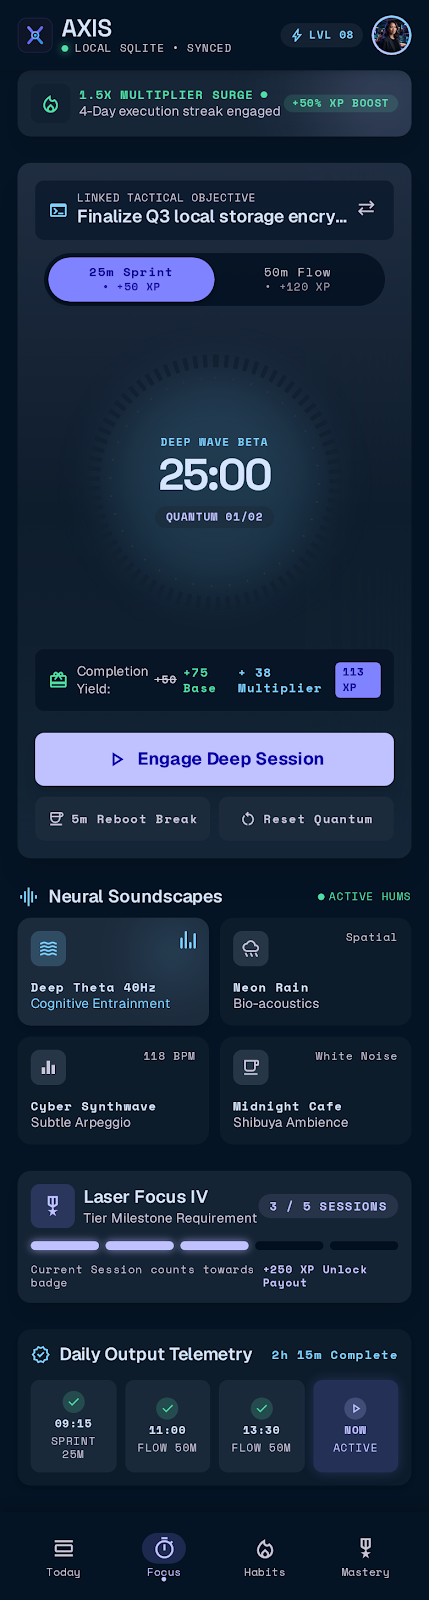 AXIS
LOCAL SQLITE • SYNCED
LVL 08
1.5X MULTIPLIER SURGE
4-Day execution streak engaged
+50% XP BOOST
LINKED TACTICAL OBJECTIVE
Finalize Q3 local storage encry...
25m Sprint
• +50 XP
50m Flow
• +120 XP
DEEP WAVE BETA
25:00
QUANTUM 01/02
Completion
Yield:
+50
+75
Base
+ 38
Multiplier
113
XP
Engage Deep Session
5m Reboot Break
Reset Quantum
Neural Soundscapes
ACTIVE HUMS
Deep Theta 40Hz
Cognitive Entrainment
Spatial
Neon Rain
Bio-acoustics
118 BPM
Cyber Synthwave
Subtle Arpeggio
White Noise
Midnight Cafe
Shibuya Ambience
Laser Focus IV
Tier Milestone Requirement
3 / 5 SESSIONS
Current Session counts towards
badge
+250 XP Unlock
Payout
Daily Output Telemetry
2h 15m Complete
09:15
SPRINT
25M
11:00
FLOW 50M
13:30
FLOW 50M
NOW
ACTIVE
Today
Focus
Habits
Mastery